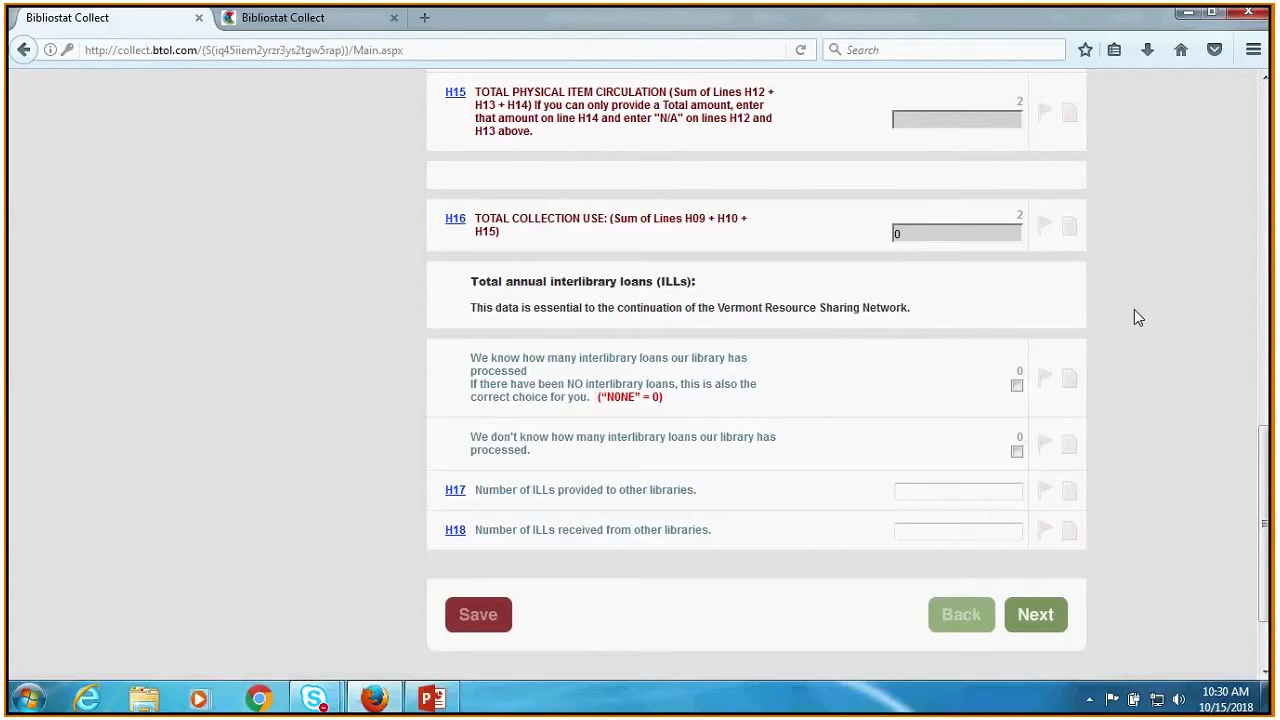 Bibliostat Collect
Bibliostat Collect
http://collect.btol.com/(S(iq45iiem2yrzr3ys2tgw5rap))/Main.aspx
Search
H15 TOTAL PHYSICAL ITEM CIRCULATION (Sum of Lines H12 +
H13 + H14) If you can only provide a Total amount, enter
that amount on line H14 and enter "N/A" on lines H12 and
H13 above.
2
H16 TOTAL COLLECTION USE: (Sum of Lines H09 + H10 +
H15)
2
0
Total annual interlibrary loans (ILLs):
This data is essential to the continuation of the Vermont Resource Sharing Network.
We know how many interlibrary loans our library has
processed
If there have been NO interlibrary loans, this is also the
correct choice for you. (“N0NE” = 0)
0
We don't know how many interlibrary loans our library has
processed.
0
H17 Number of ILLs provided to other libraries.
H18 Number of ILLs received from other libraries.
Save Back Next
10:30 AM
10/15/2018